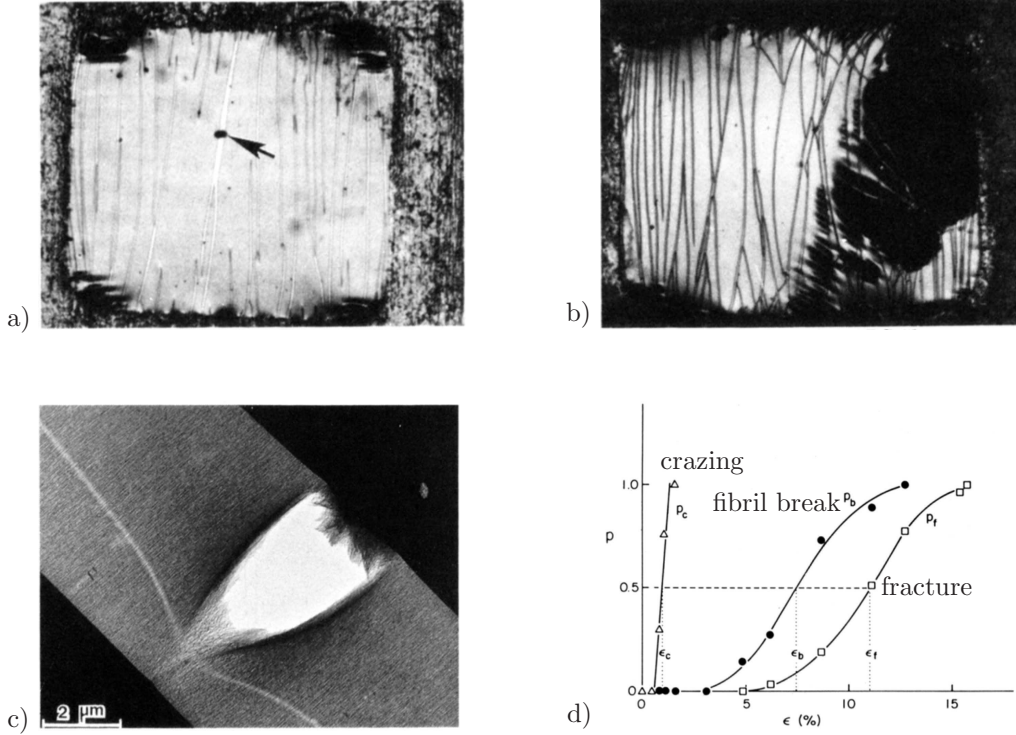 a)
b)
c)
2 μm
d)
crazing
fibril break
fracture
p_c
p_b
p_f
P
1.0
0.5
0
ϵ_c
ϵ_b
ϵ_f
0
5
10
15
ϵ (%)